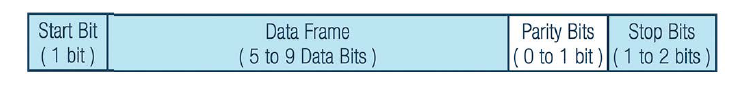 Start Bit
( 1 bit )
Data Frame
( 5 to 9 Data Bits )
Parity Bits
( 0 to 1 bit )
Stop Bits
( 1 to 2 bits )